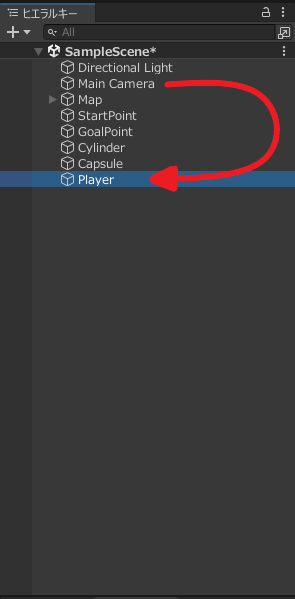 ヒエラルキー
All
SampleScene*
Directional Light
Main Camera
Map
StartPoint
GoalPoint
Cylinder
Capsule
Player